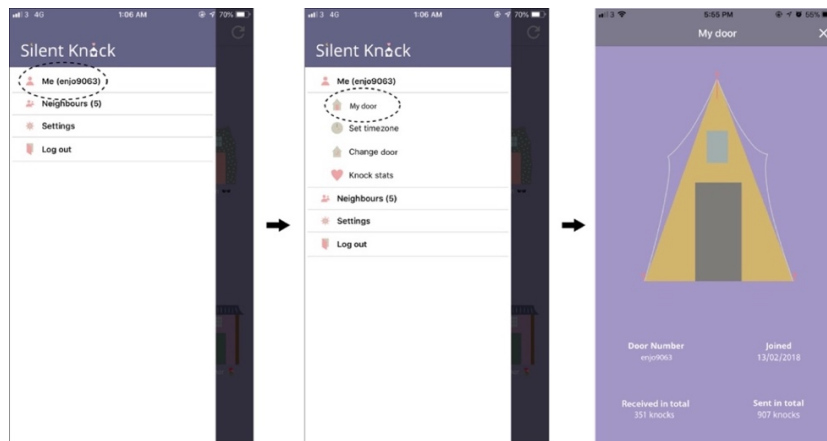 3 4G 1:06 AM 70%
Silent Knock
Me (enjo9063)
Neighbours (5)
Settings
Log out
3 4G 1:06 AM 70%
Silent Knock
Me (enjo9063)
My door
Set timezone
Change door
Knock stats
Neighbours (5)
Settings
Log out
3 5:55 PM 55%
My door
Door Number
enjo9063
Joined
13/02/2018
Received in total
351 knocks
Sent in total
907 knocks